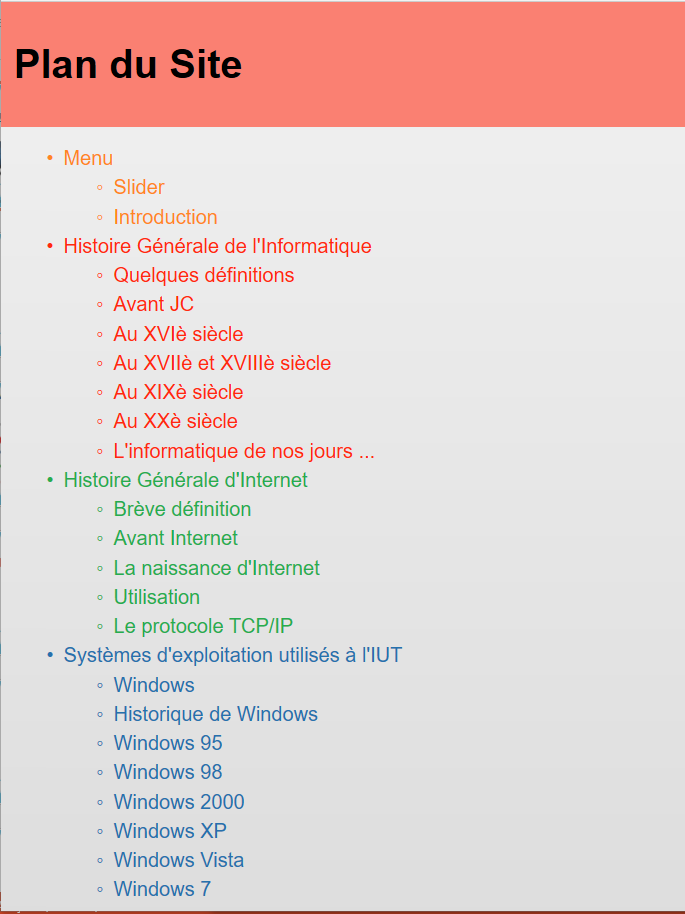 Plan du Site
• Menu
◦ Slider
◦ Introduction
• Histoire Générale de l'Informatique
◦ Quelques définitions
◦ Avant JC
◦ Au XVIè siècle
◦ Au XVIIè et XVIIIè siècle
◦ Au XIXè siècle
◦ Au XXè siècle
◦ L'informatique de nos jours ...
• Histoire Générale d'Internet
◦ Brève définition
◦ Avant Internet
◦ La naissance d'Internet
◦ Utilisation
◦ Le protocole TCP/IP
• Systèmes d'exploitation utilisés à l'IUT
◦ Windows
◦ Historique de Windows
◦ Windows 95
◦ Windows 98
◦ Windows 2000
◦ Windows XP
◦ Windows Vista
◦ Windows 7